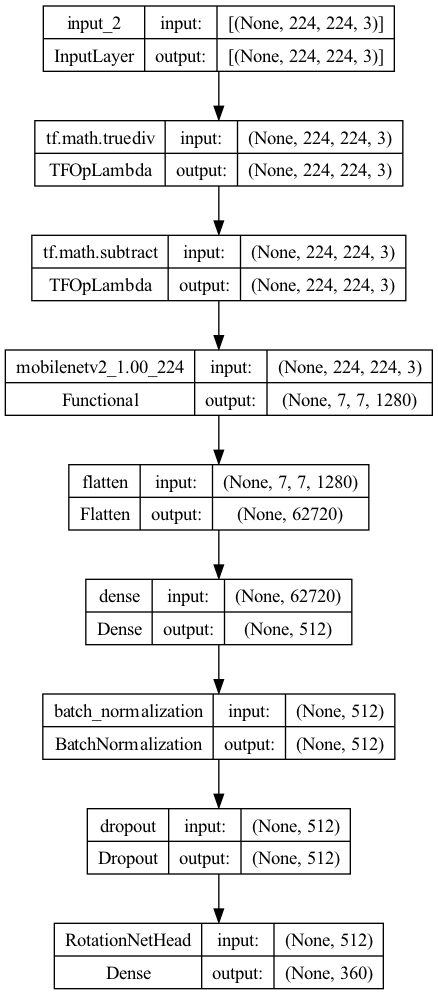 input_2 input: [(None, 224, 224, 3)]
InputLayer output: [(None, 224, 224, 3)]
tf.math.truediv input: (None, 224, 224, 3)
TFOpLambda output: (None, 224, 224, 3)
tf.math.subtract input: (None, 224, 224, 3)
TFOpLambda output: (None, 224, 224, 3)
mobilenetv2_1.00_224 input: (None, 224, 224, 3)
Functional output: (None, 7, 7, 1280)
flatten input: (None, 7, 7, 1280)
Flatten output: (None, 62720)
dense input: (None, 62720)
Dense output: (None, 512)
batch_normalization input: (None, 512)
BatchNormalization output: (None, 512)
dropout input: (None, 512)
Dropout output: (None, 512)
RotationNetHead input: (None, 512)
Dense output: (None, 360)